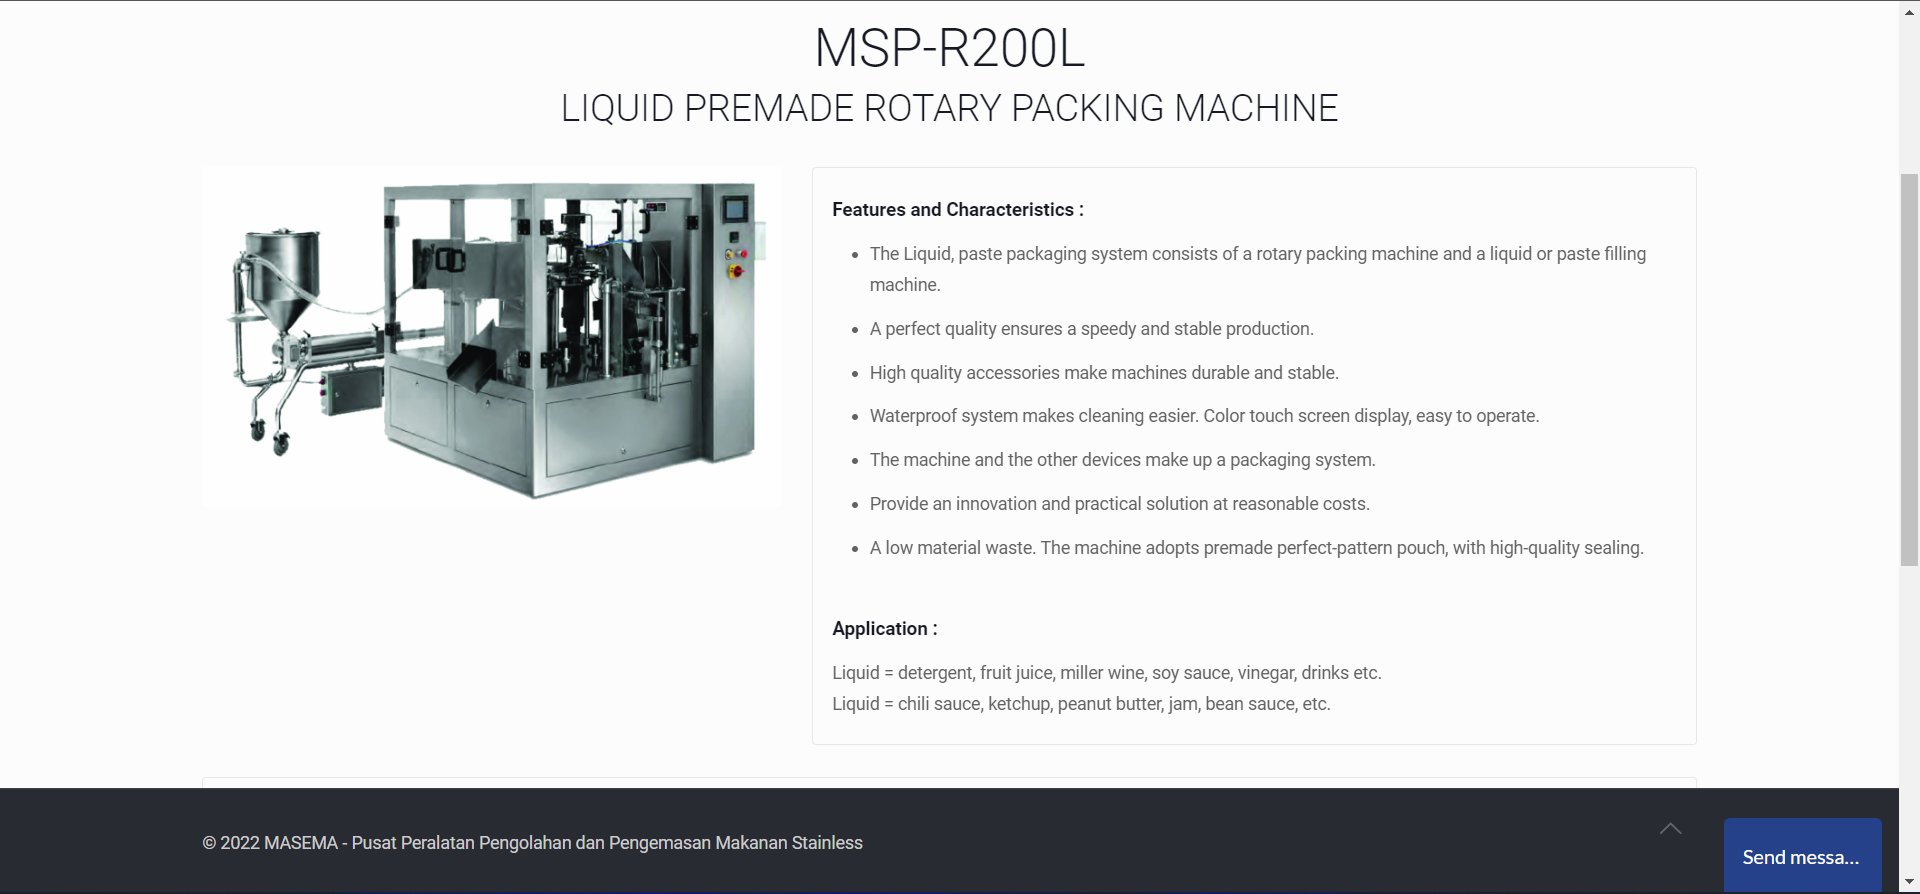 MSP-R200L
LIQUID PREMADE ROTARY PACKING MACHINE
Features and Characteristics :
The Liquid, paste packaging system consists of a rotary packing machine and a liquid or paste filling
machine.
A perfect quality ensures a speedy and stable production.
High quality accessories make machines durable and stable.
Waterproof system makes cleaning easier. Color touch screen display, easy to operate.
The machine and the other devices make up a packaging system.
Provide an innovation and practical solution at reasonable costs.
A low material waste. The machine adopts premade perfect-pattern pouch, with high-quality sealing.
Application :
Liquid = detergent, fruit juice, miller wine, soy sauce, vinegar, drinks etc.
Liquid = chili sauce, ketchup, peanut butter, jam, bean sauce, etc.
© 2022 MASEMA - Pusat Peralatan Pengolahan dan Pengemasan Makanan Stainless
Send messa...